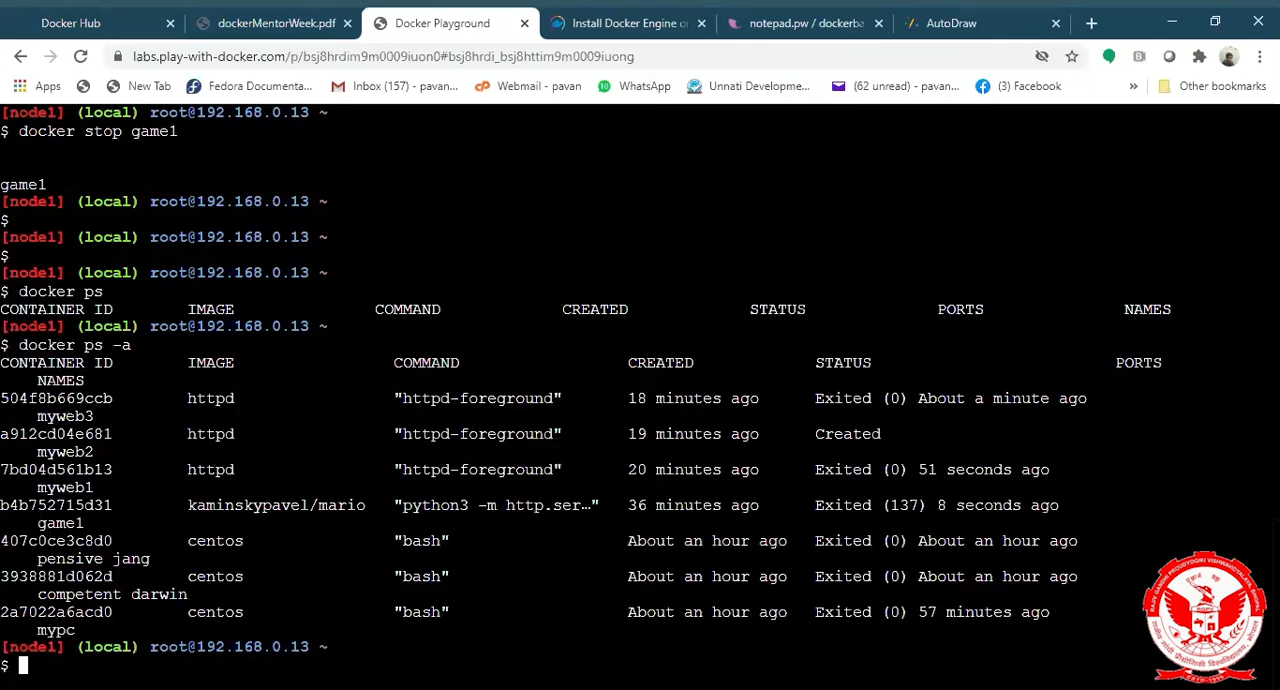 Docker Hub
dockerMentorWeek.pdf
Docker Playground
Install Docker Engine on
notepad.pw / dockerba
AutoDraw
labs.play-with-docker.com/p/bsj8hrdim9m0009iuon0#bsj8hrdi_bsj8httim9m0009iuong
Apps
New Tab
Fedora Documenta...
Inbox (157) - pavan...
Webmail - pavan
WhatsApp
Unnati Developme...
(62 unread) - pavan...
(3) Facebook
»
Other bookmarks
[node1] (local) root@192.168.0.13 ~
$ docker stop game1
game1
[node1] (local) root@192.168.0.13 ~
$
[node1] (local) root@192.168.0.13 ~
$
[node1] (local) root@192.168.0.13 ~
$ docker ps
CONTAINER ID IMAGE COMMAND CREATED STATUS PORTS NAMES
[node1] (local) root@192.168.0.13 ~
$ docker ps -a
CONTAINER ID IMAGE COMMAND CREATED STATUS PORTS
NAMES
504f8b669ccb httpd "httpd-foreground" 18 minutes ago Exited (0) About a minute ago
myweb3
a912cd04e681 httpd "httpd-foreground" 19 minutes ago Created
myweb2
7bd04d561b13 httpd "httpd-foreground" 20 minutes ago Exited (0) 51 seconds ago
myweb1
b4b752715d31 kaminskypavel/mario "python3 -m http.ser…" 36 minutes ago Exited (137) 8 seconds ago
game1
407c0ce3c8d0 centos "bash" About an hour ago Exited (0) About an hour ago
pensive_jang
3938881d062d centos "bash" About an hour ago Exited (0) About an hour ago
competent_darwin
2a7022a6acd0 centos "bash" About an hour ago Exited (0) 57 minutes ago
mypc
[node1] (local) root@192.168.0.13 ~
$